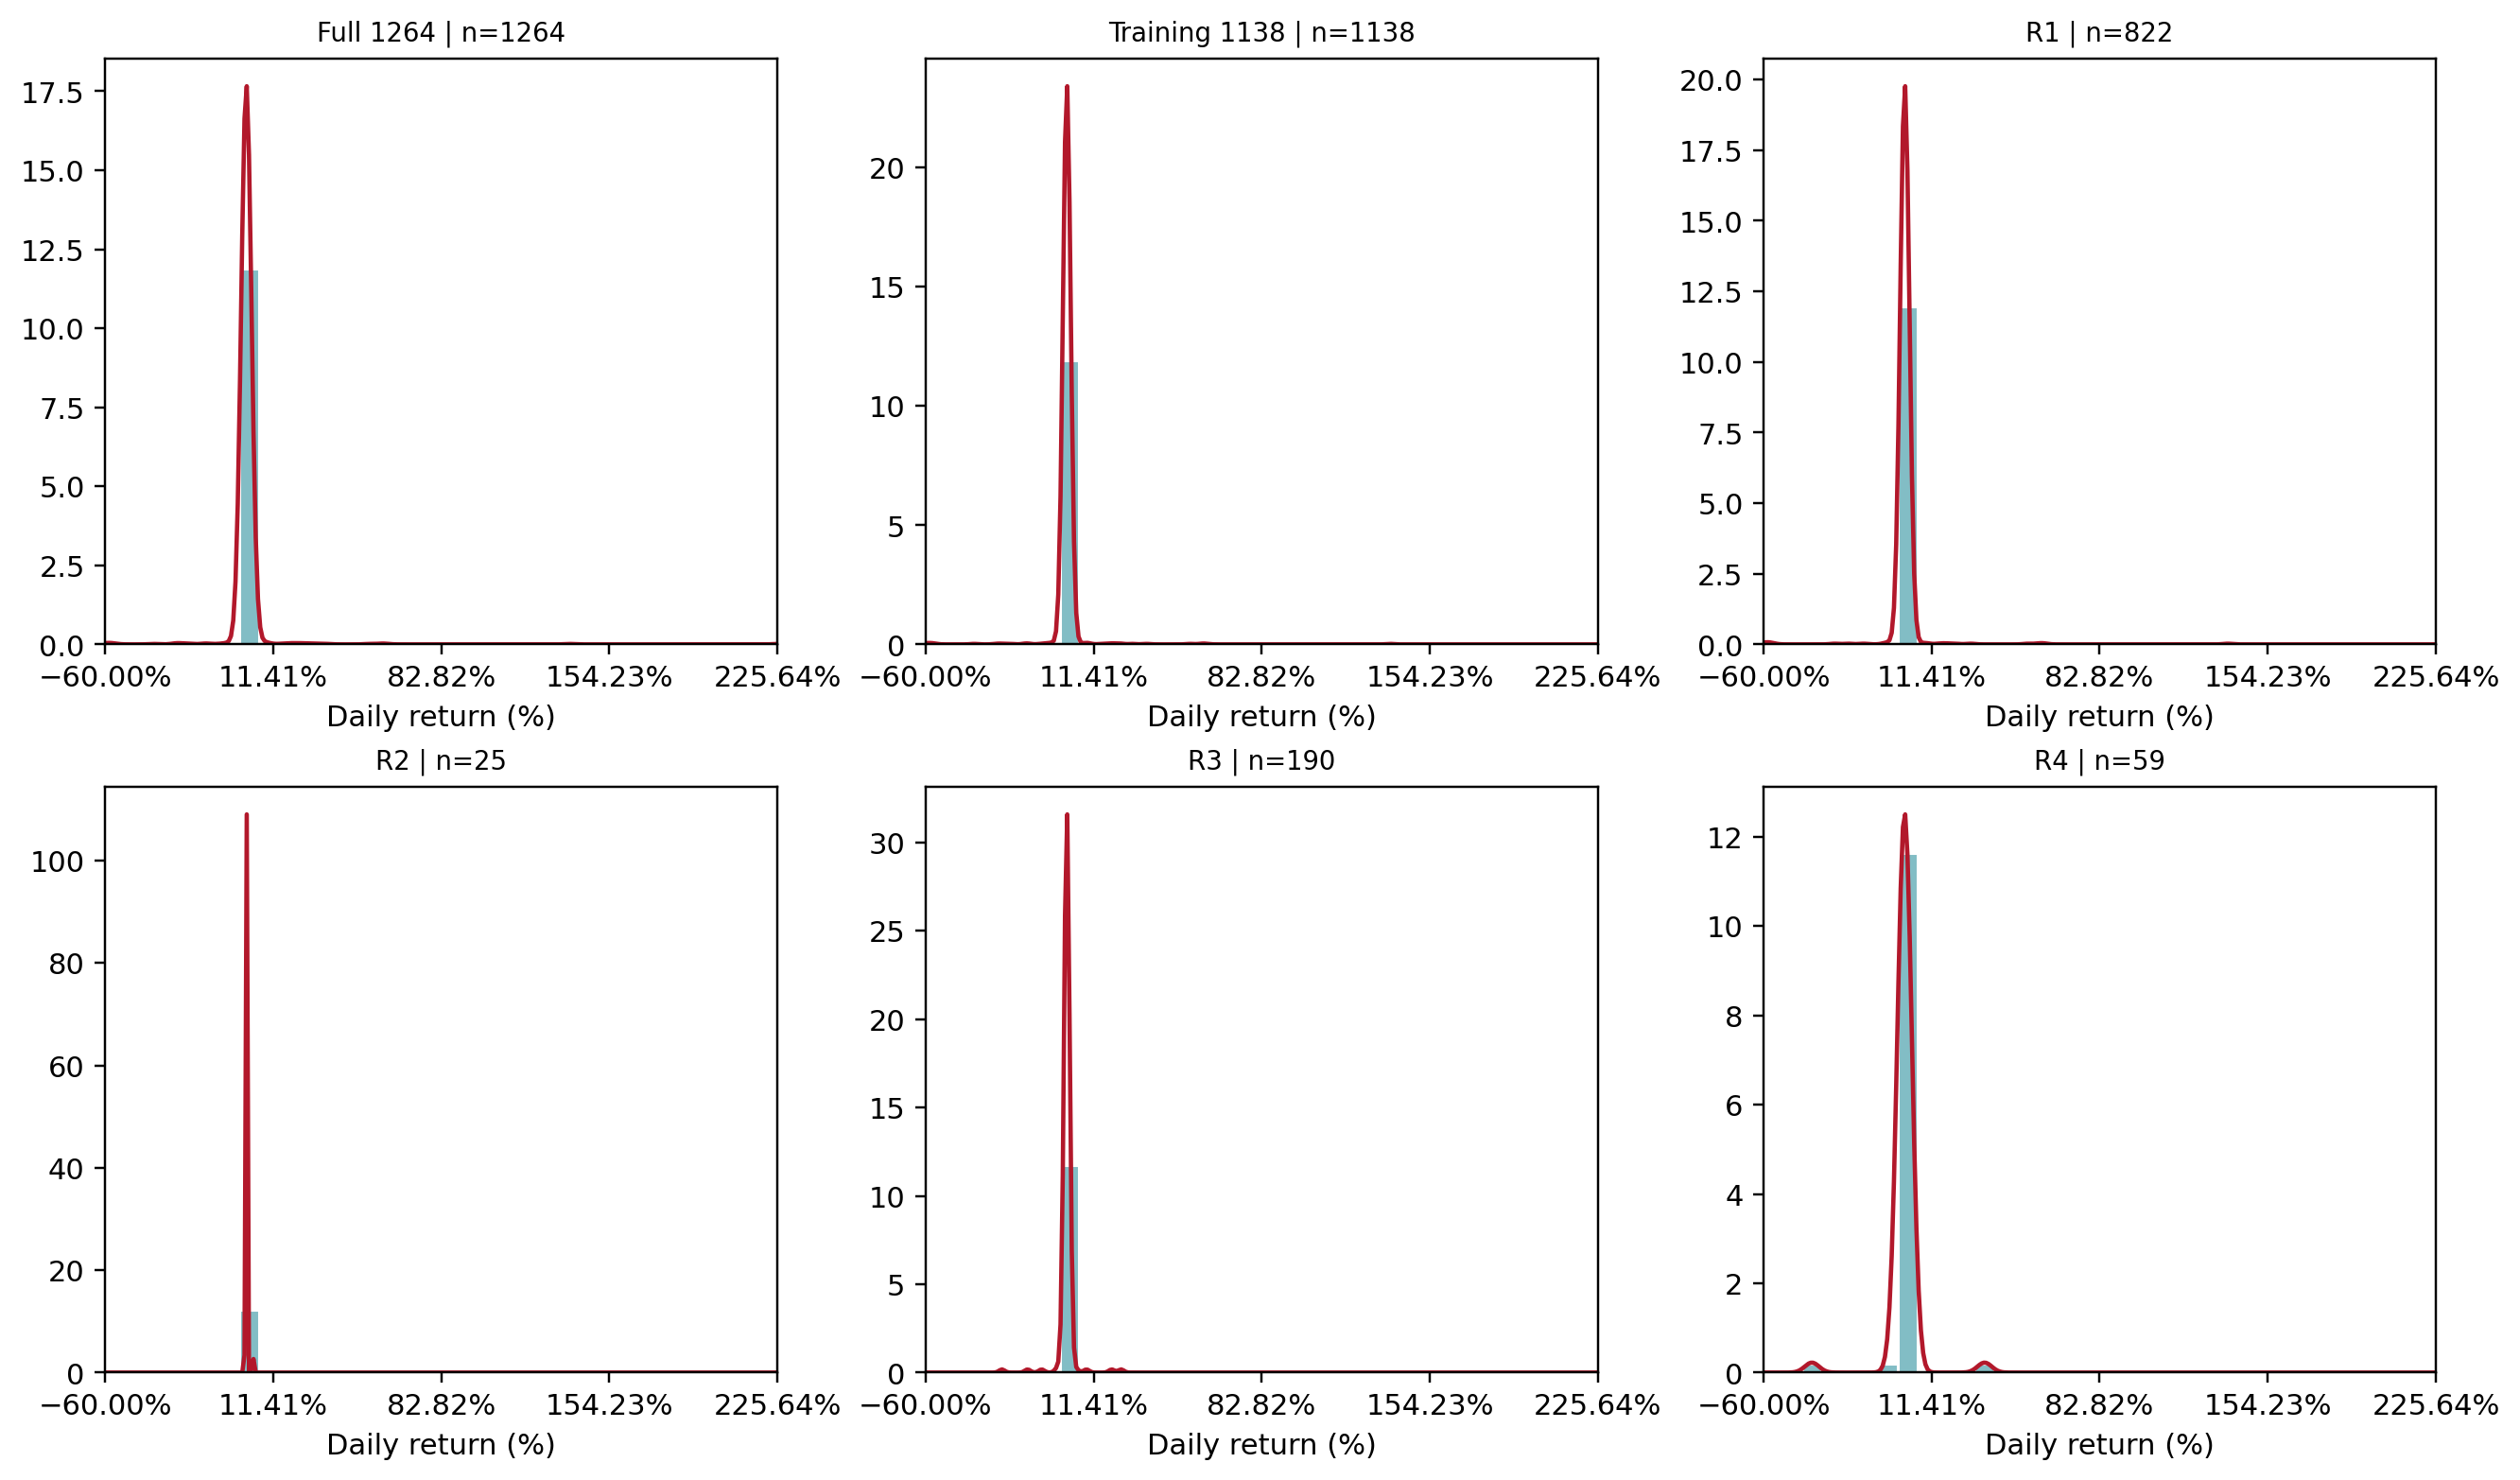 Full 1264 | n=1264
17.5
15.0
12.5
10.0
7.5
5.0
2.5
0.0
−60.00% 11.41% 82.82% 154.23% 225.64%
Daily return (%)
Training 1138 | n=1138
20
15
10
5
0
−60.00% 11.41% 82.82% 154.23% 225.64%
Daily return (%)
R1 | n=822
20.0
17.5
15.0
12.5
10.0
7.5
5.0
2.5
0.0
−60.00% 11.41% 82.82% 154.23% 225.64%
Daily return (%)
R2 | n=25
100
80
60
40
20
0
−60.00% 11.41% 82.82% 154.23% 225.64%
Daily return (%)
R3 | n=190
30
25
20
15
10
5
0
−60.00% 11.41% 82.82% 154.23% 225.64%
Daily return (%)
R4 | n=59
12
10
8
6
4
2
0
−60.00% 11.41% 82.82% 154.23% 225.64%
Daily return (%)